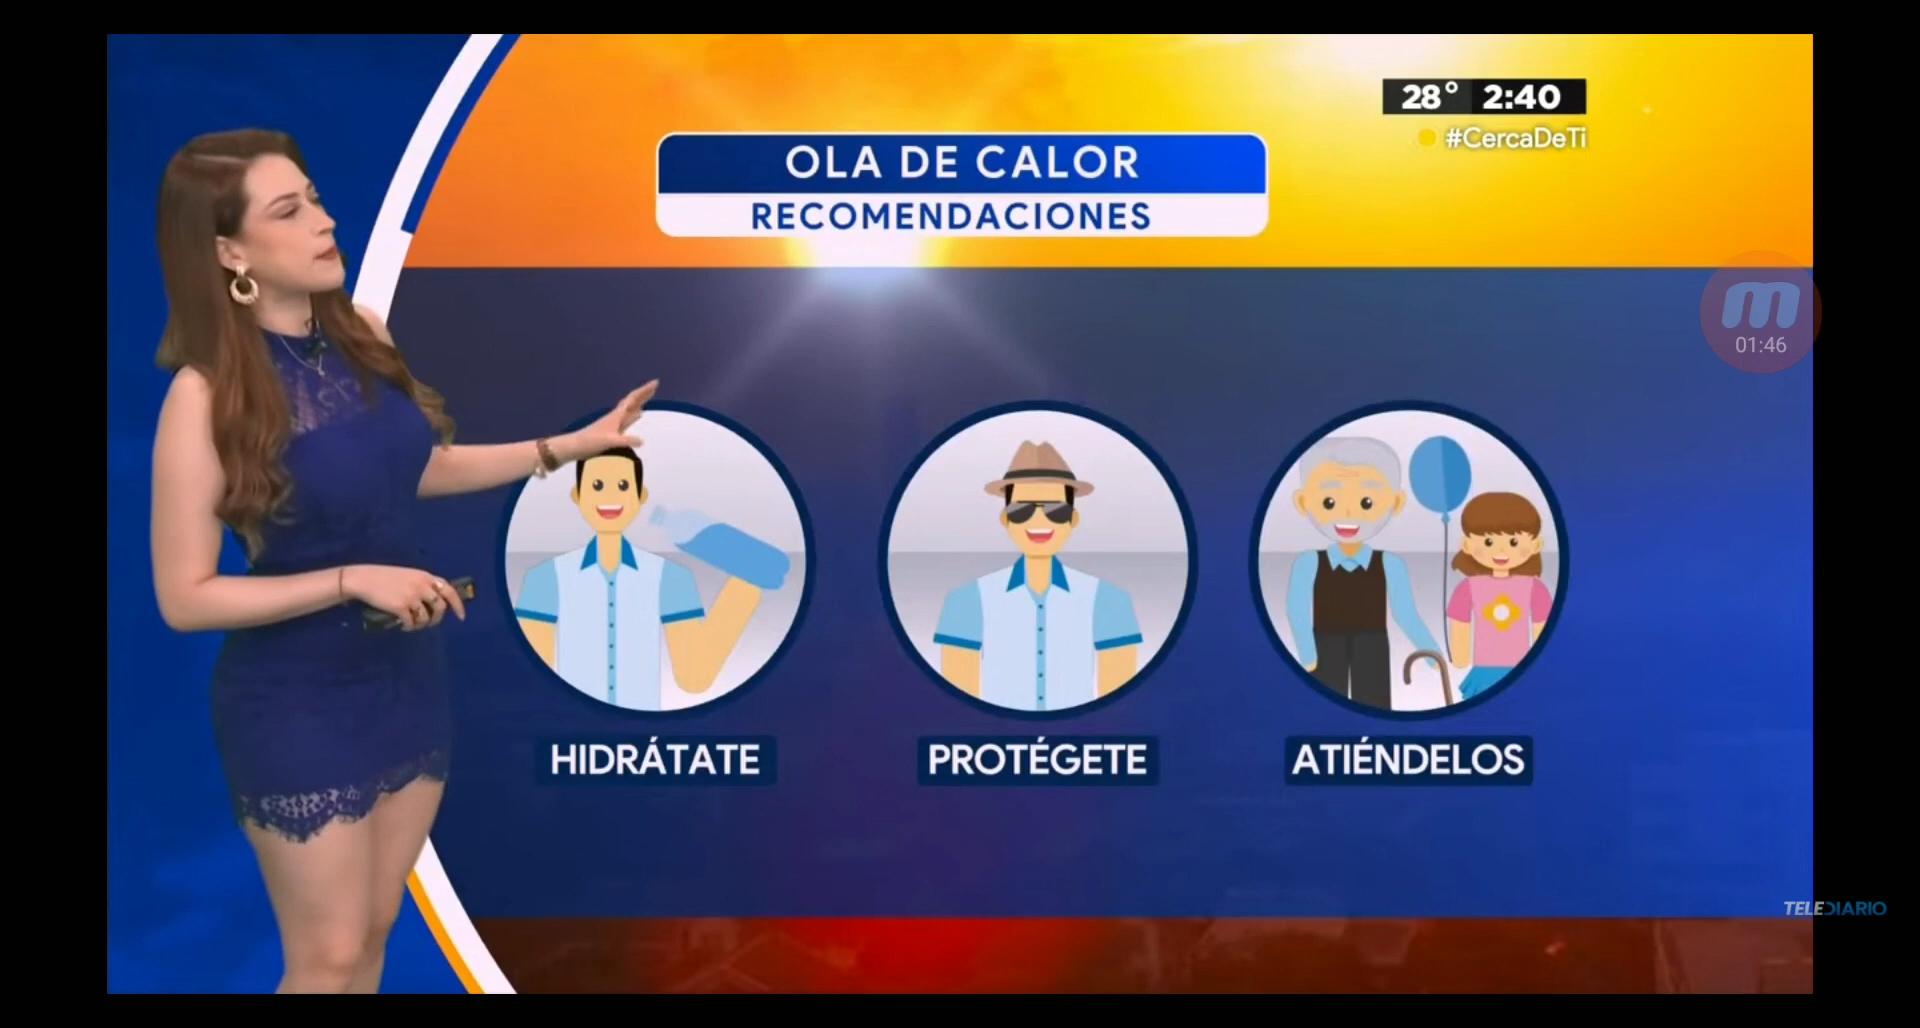 28° 2:40
#CercaDeTi
OLA DE CALOR
RECOMENDACIONES
m
01:46
HIDRÁTATE
PROTÉGETE
ATIÉNDELOS
TELEDIARIO